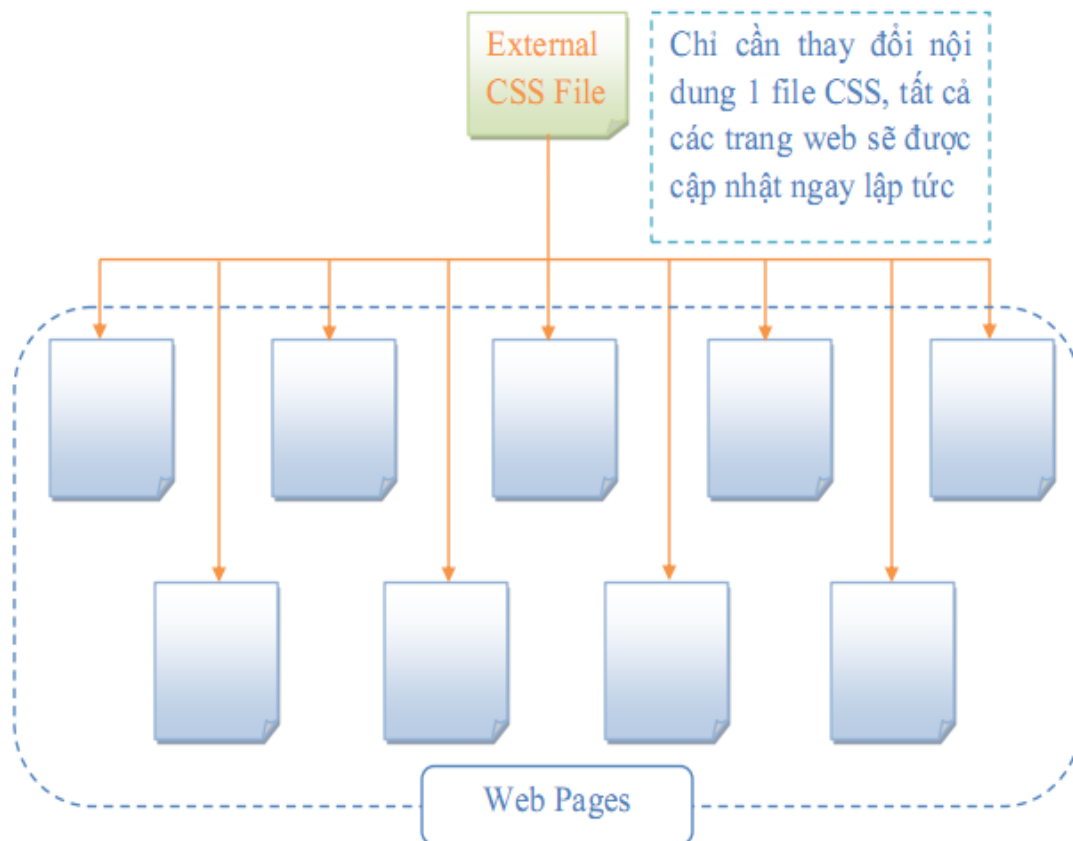 External
CSS File
Chỉ cần thay đổi nội
dung 1 file CSS, tất cả
các trang web sẽ được
cập nhật ngay lập tức
Web Pages